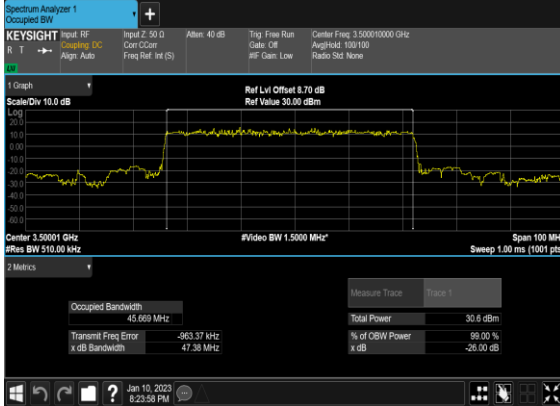 Spectrum Analyzer 1
Occupied BW
+
KEYSIGHT Input: RF Input Z: 50 Ω Atten: 40 dB Trig: Free Run Center Freq: 3.500010000 GHz
R T Coupling: DC Corr CCorr Gate: Off Avg|Hold: 100/100
Align: Auto Freq Ref: Int (S) #IF Gain: Low Radio Std: None
1 Graph
Ref Lvl Offset 8.70 dB
Scale/Div 10.0 dB Ref Value 30.00 dBm
Log
20.0
10.0
0.00
-10.0
-20.0
-30.0
-40.0
-50.0
-60.0
Center 3.50001 GHz #Video BW 1.5000 MHz* Span 100 MH
#Res BW 510.00 kHz Sweep 1.00 ms (1001 pts
2 Metrics
Measure Trace Trace 1
Occupied Bandwidth
45.669 MHz Total Power 30.6 dBm
Transmit Freq Error -963.37 kHz % of OBW Power 99.00 %
x dB Bandwidth 47.38 MHz x dB -26.00 dB
? Jan 10, 2023
8:23:58 PM